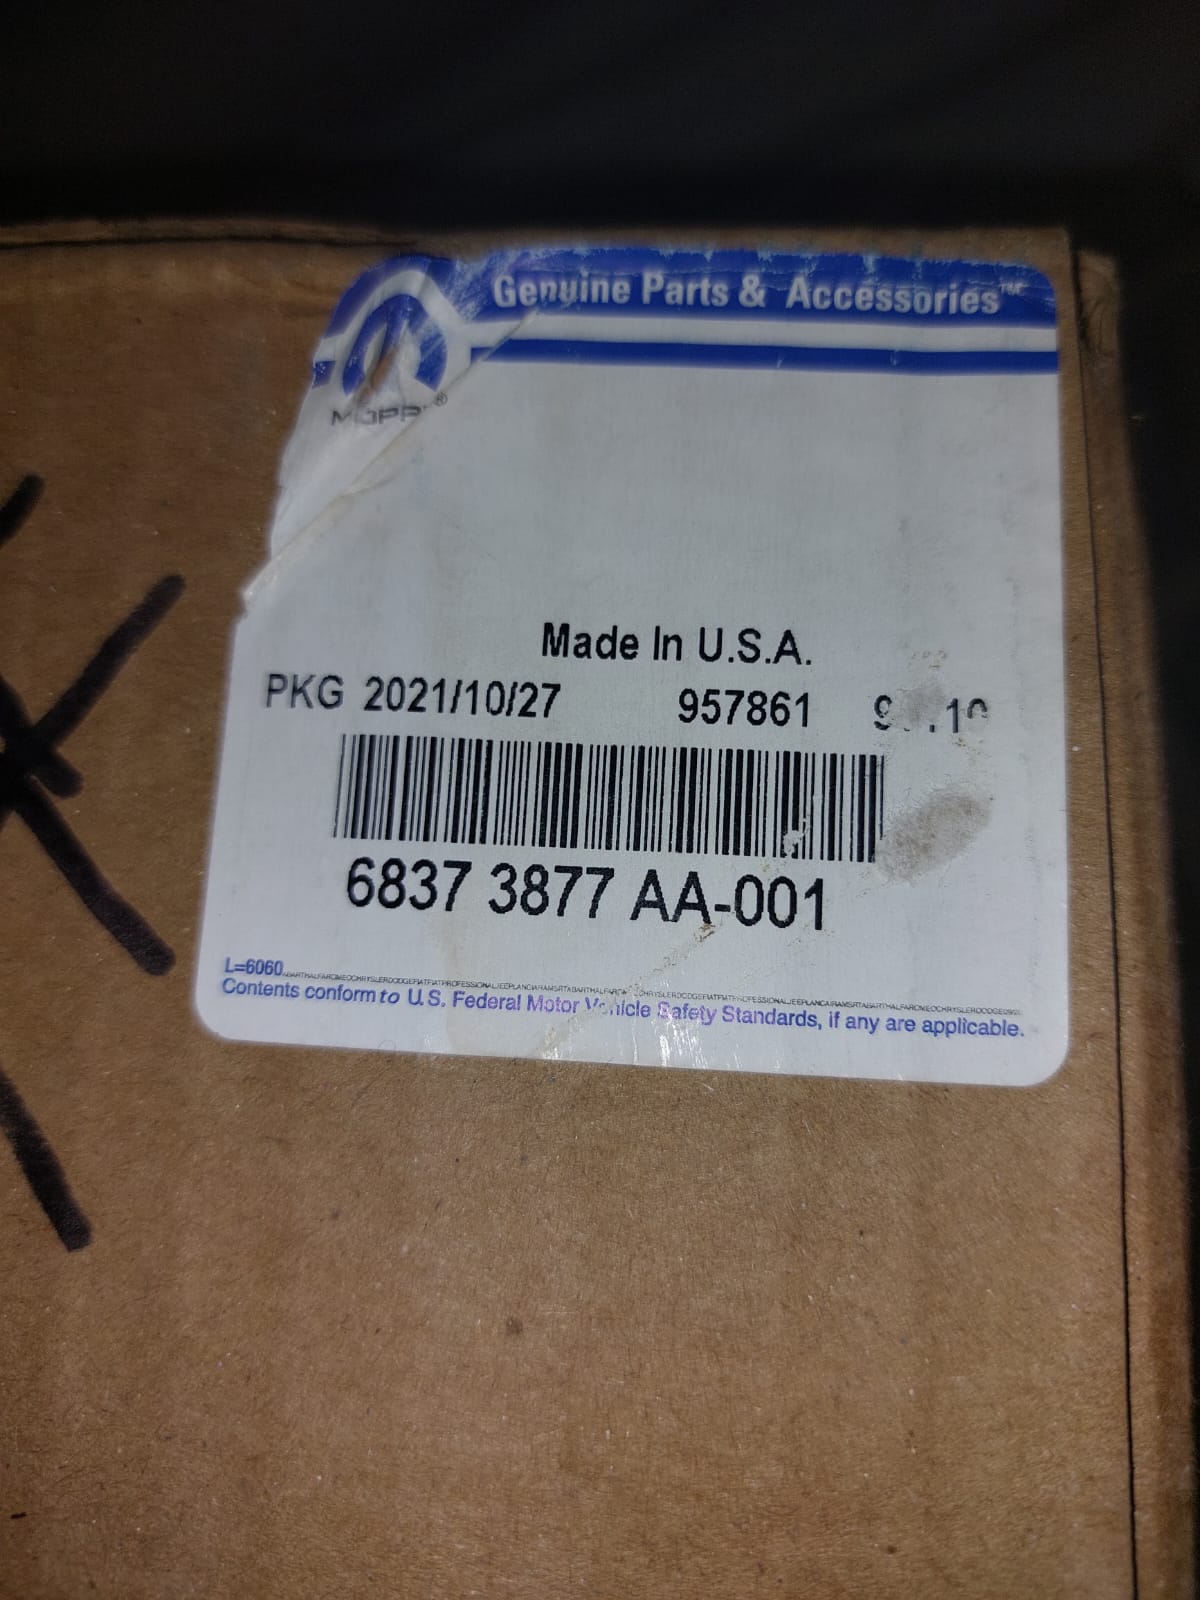 Genuine Parts & Accessories™
Made In U.S.A.
PKG 2021/10/27 957861
6837 3877 AA-001
L=6060
Contents conform to U.S. Federal Motor Vehicle Safety Standards, if any are applicable.